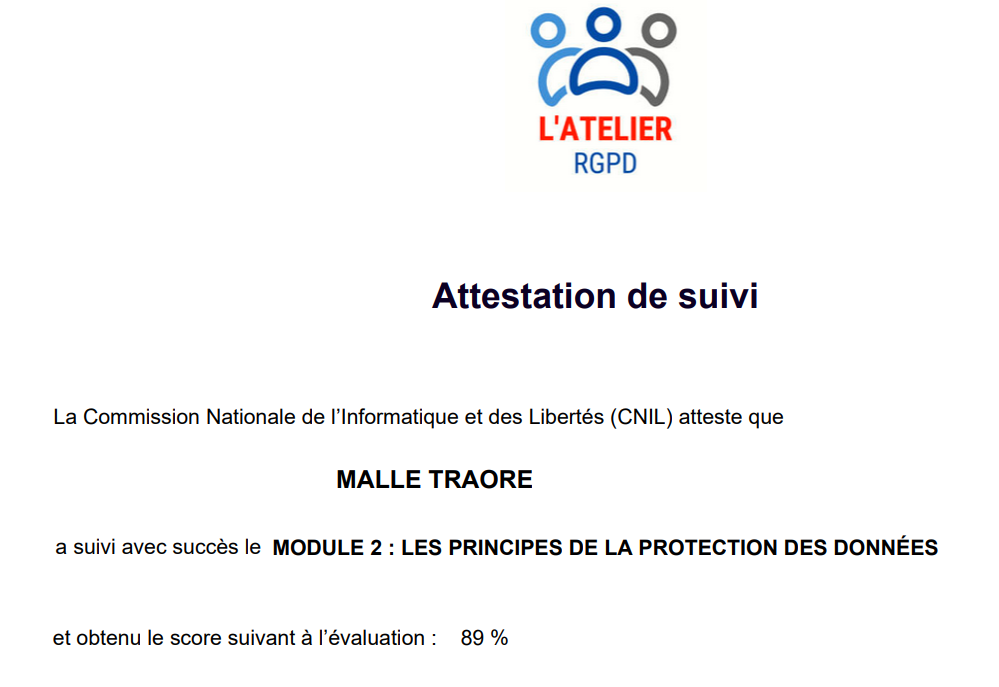 L'ATELIER
RGPD
Attestation de suivi
La Commission Nationale de l’Informatique et des Libertés (CNIL) atteste que
MALLE TRAORE
a suivi avec succès le MODULE 2 : LES PRINCIPES DE LA PROTECTION DES DONNÉES
et obtenu le score suivant à l’évaluation : 89 %